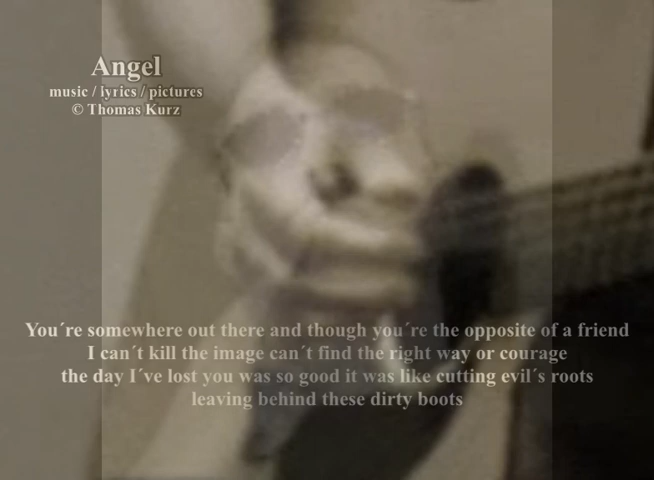 Angel
music / lyrics / pictures
© Thomas Kurz
You´re somewhere out there and though you´re the opposite of a friend
I can´t kill the image can´t find the right way or courage
the day I´ve lost you was so good it was like cutting evil´s roots
leaving behind these dirty boots